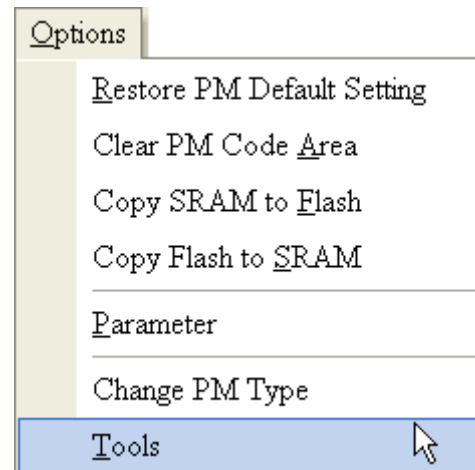 Options
Restore PM Default Setting
Clear PM Code Area
Copy SRAM to Flash
Copy Flash to SRAM
Parameter
Change PM Type
Tools